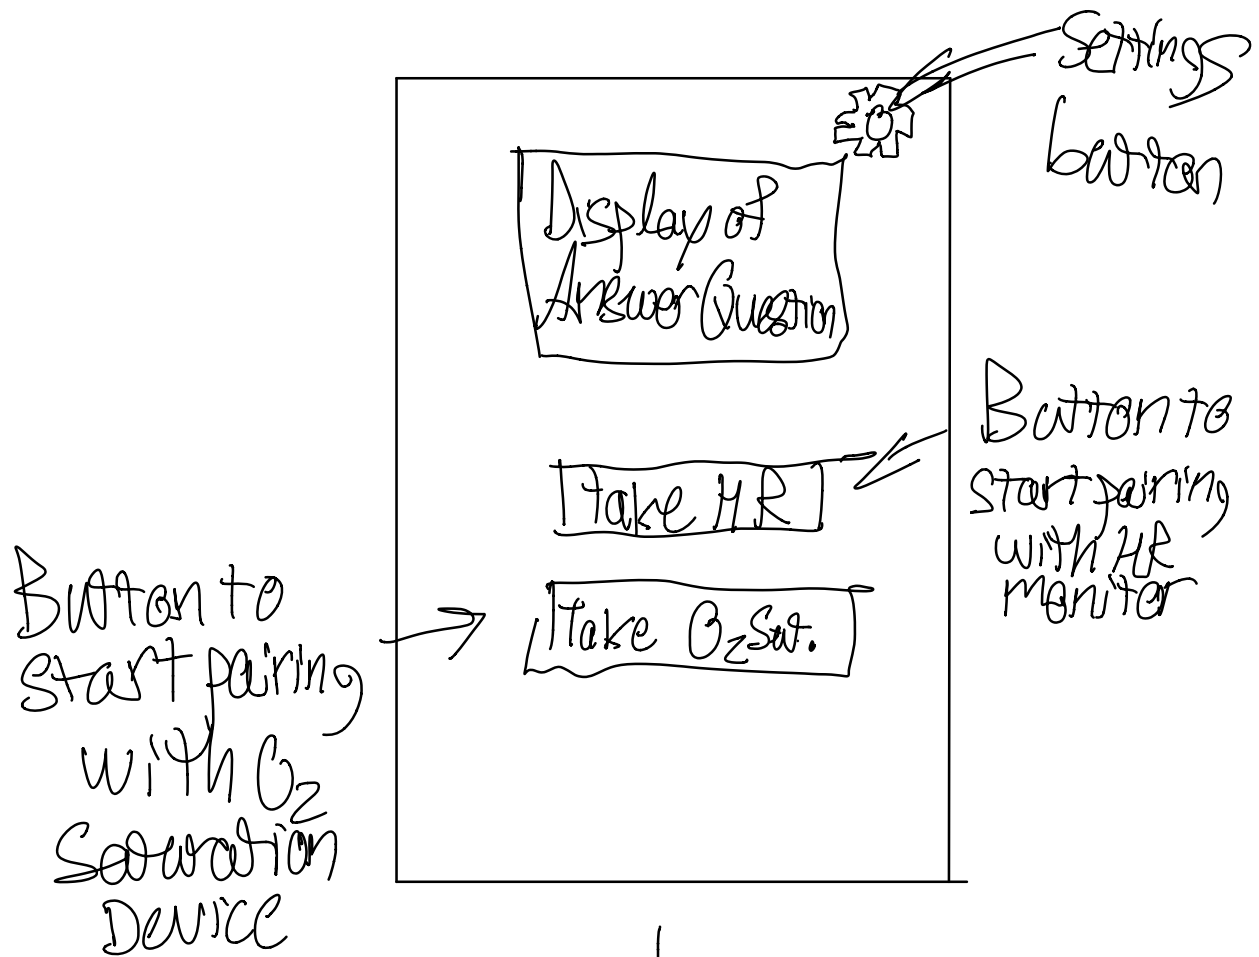 Settings
button
Display of
Answer Question
Button to
start pairing
with HR
monitor
Take HR
Take O2 Sat.
Button to
start pairing
with O2
Saturation
Device